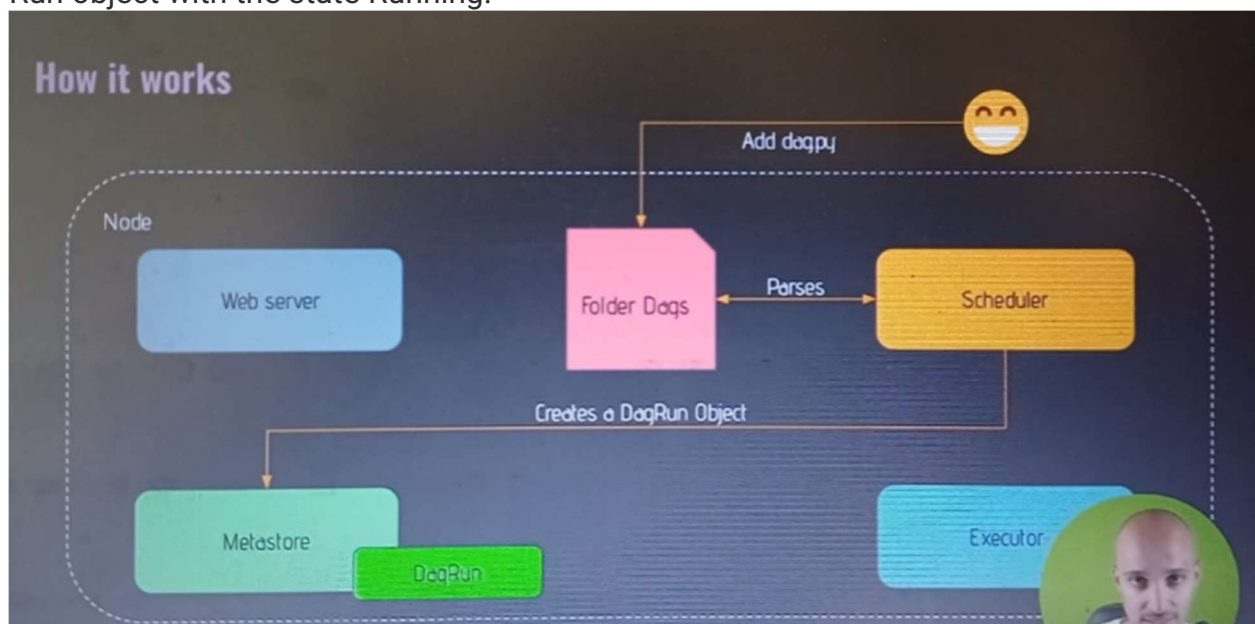 Run object with the state Running.
How it works
Add dag.py
Node
Web server
Folder Dags
Parses
Scheduler
Creates a DagRun Object
Metastore
DagRun
Executor